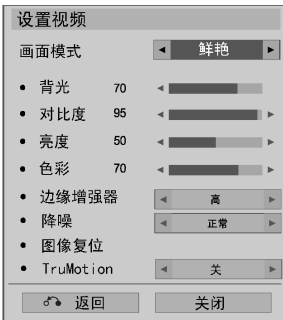 设置视频
画面模式 鲜艳
背光 70
对比度 95
亮度 50
色彩 70
边缘增强器 高
降噪 正常
图像复位
TruMotion 关
返回 关闭